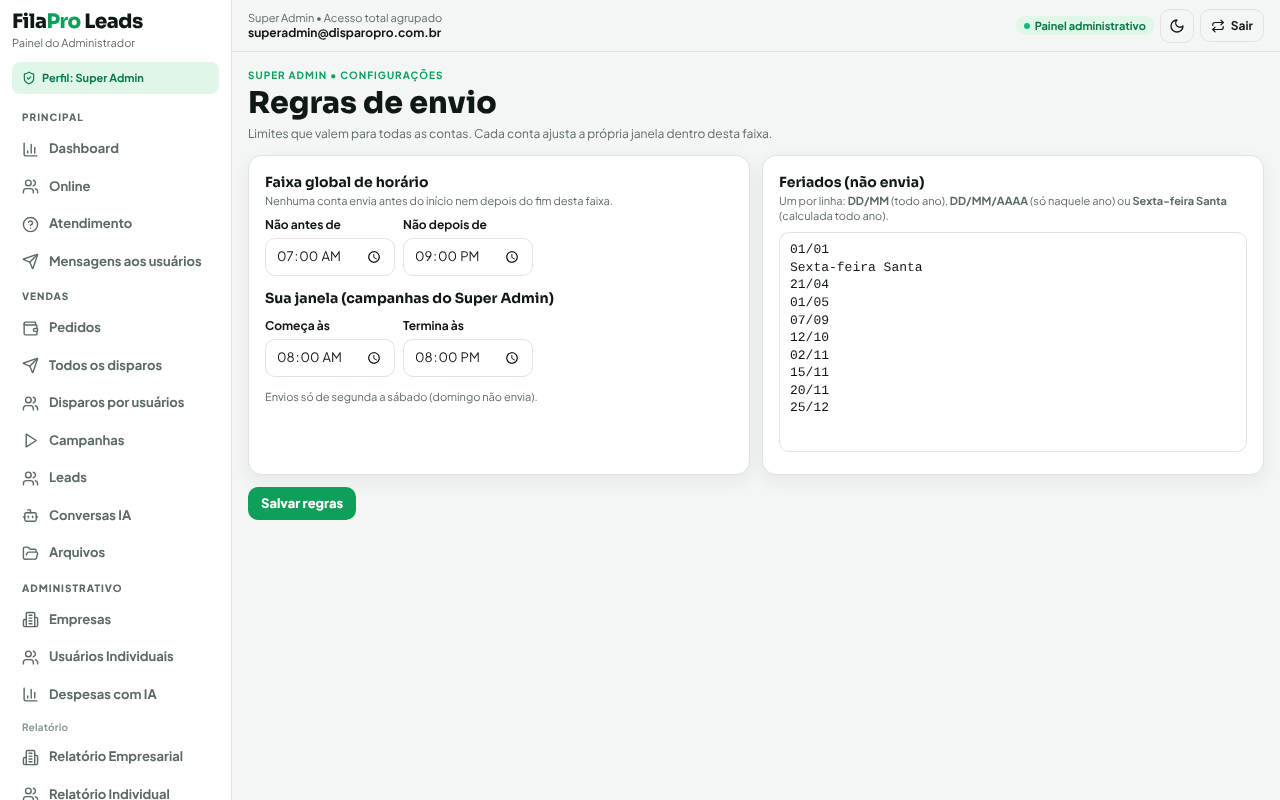 FilaPro Leads
Painel do Administrador
Perfil: Super Admin
PRINCIPAL
Dashboard
Online
Atendimento
Mensagens aos usuários
VENDAS
Pedidos
Todos os disparos
Disparos por usuários
Campanhas
Leads
Conversas IA
Arquivos
ADMINISTRATIVO
Empresas
Usuários Individuais
Despesas com IA
Relatório
Relatório Empresarial
Relatório Individual
Super Admin • Acesso total agrupado
superadmin@disparopro.com.br
Painel administrativo
Sair
SUPER ADMIN • CONFIGURAÇÕES
Regras de envio
Limites que valem para todas as contas. Cada conta ajusta a própria janela dentro desta faixa.
Faixa global de horário
Nenhuma conta envia antes do início nem depois do fim desta faixa.
Não antes de Não depois de
07:00 AM 09:00 PM
Sua janela (campanhas do Super Admin)
Começa às Termina às
08:00 AM 08:00 PM
Envios só de segunda a sábado (domingo não envia).
Feriados (não envia)
Um por linha: DD/MM (todo ano), DD/MM/AAAA (só naquele ano) ou Sexta-feira Santa
(calculada todo ano).
01/01
Sexta-feira Santa
21/04
01/05
07/09
12/10
02/11
15/11
20/11
25/12
Salvar regras